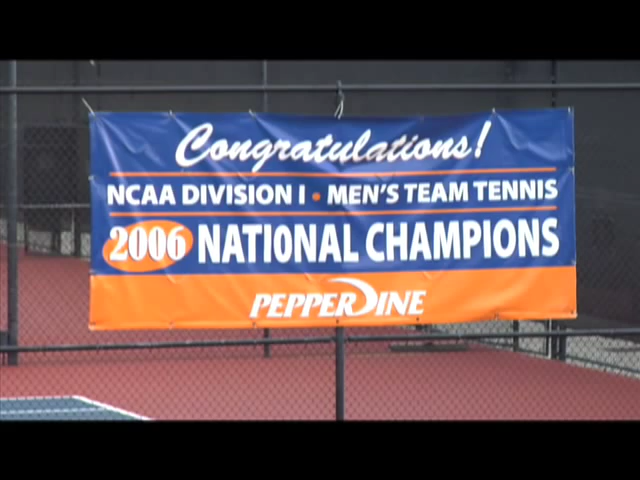 Congratulations!
NCAA DIVISION I • MEN'S TEAM TENNIS
2006 NATIONAL CHAMPIONS
PEPPERDINE